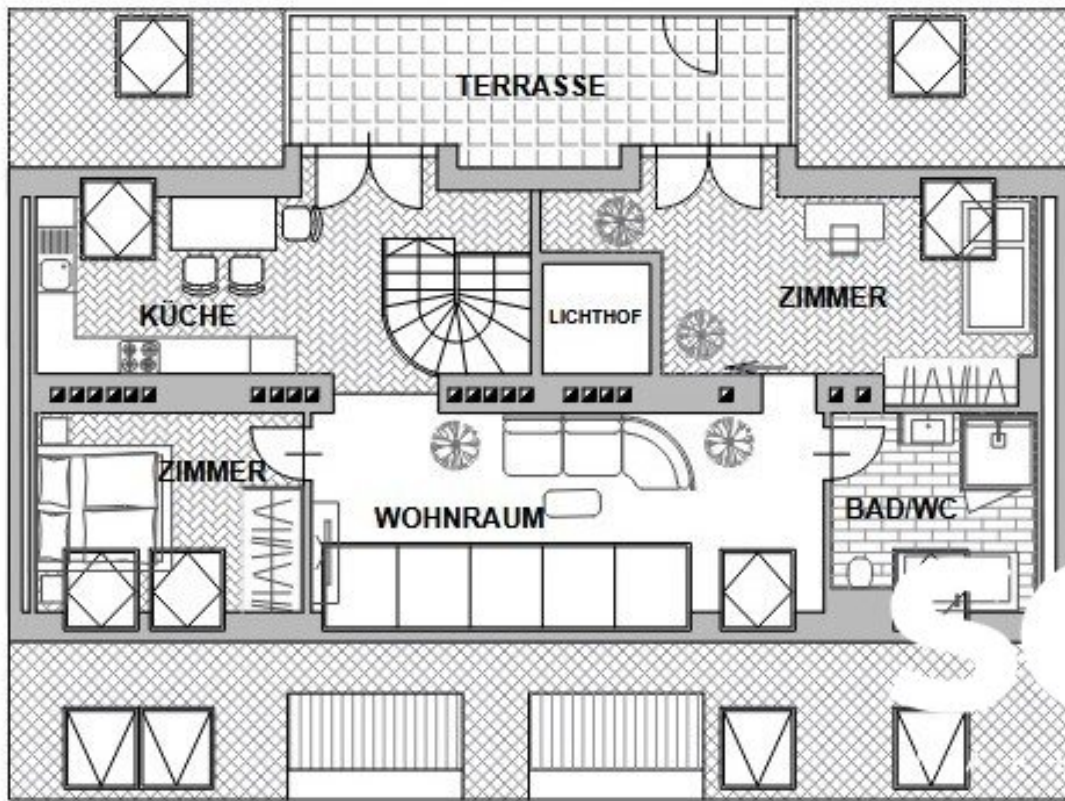 TERRASSE
KÜCHE
LICHTHOF
ZIMMER
ZIMMER
WOHNRAUM
BAD/WC